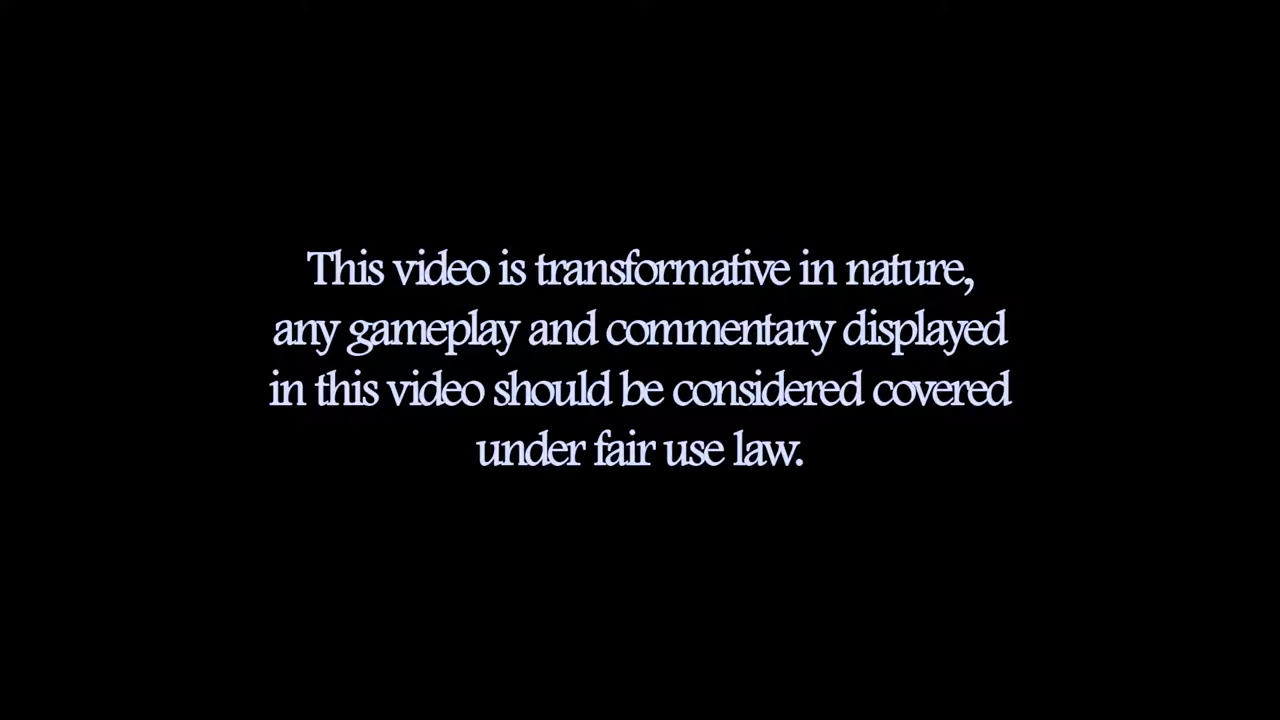 This video is transformative in nature,
any gameplay and commentary displayed
in this video should be considered covered
under fair use law.